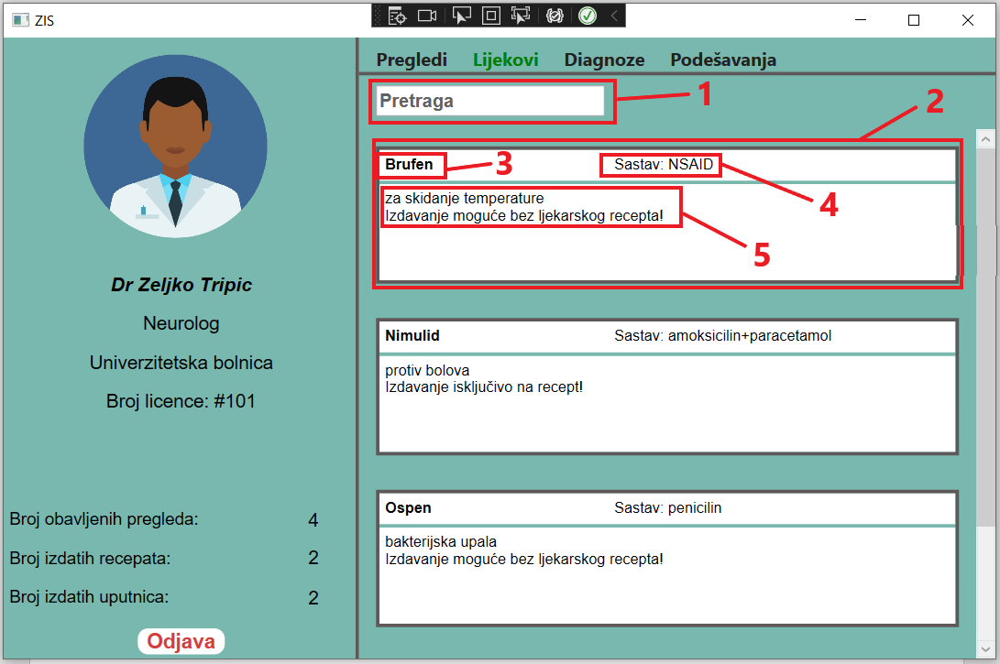 ZIS
Dr Zeljko Tripic
Neurolog
Univerzitetska bolnica
Broj licence: #101
Broj obavljenih pregleda: 4
Broj izdatih recepata: 2
Broj izdatih uputnica: 2
Odjava
Pregledi Lijekovi Diagnoze Podešavanja
Pretraga
1
2
Brufen
3
Sastav: NSAID
4
za skidanje temperature
Izdavanje moguće bez ljekarskog recepta!
5
Nimulid Sastav: amoksicilin+paracetamol
protiv bolova
Izdavanje isključivo na recept!
Ospen Sastav: penicilin
bakterijska upala
Izdavanje moguće bez ljekarskog recepta!